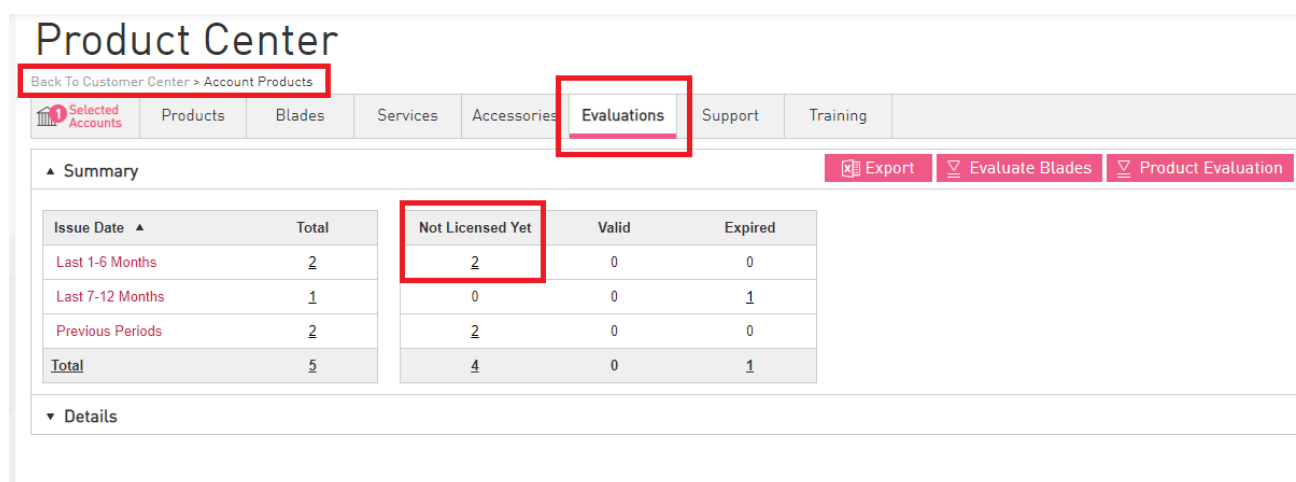 Product Center
Back To Customer Center > Account Products
1 Selected Accounts Products Blades Services Accessories Evaluations Support Training
▲ Summary Export Evaluate Blades Product Evaluation
Issue Date ▲ Total Not Licensed Yet Valid Expired
Last 1-6 Months 2 2 0 0
Last 7-12 Months 1 0 0 1
Previous Periods 2 2 0 0
Total 5 4 0 1
▼ Details